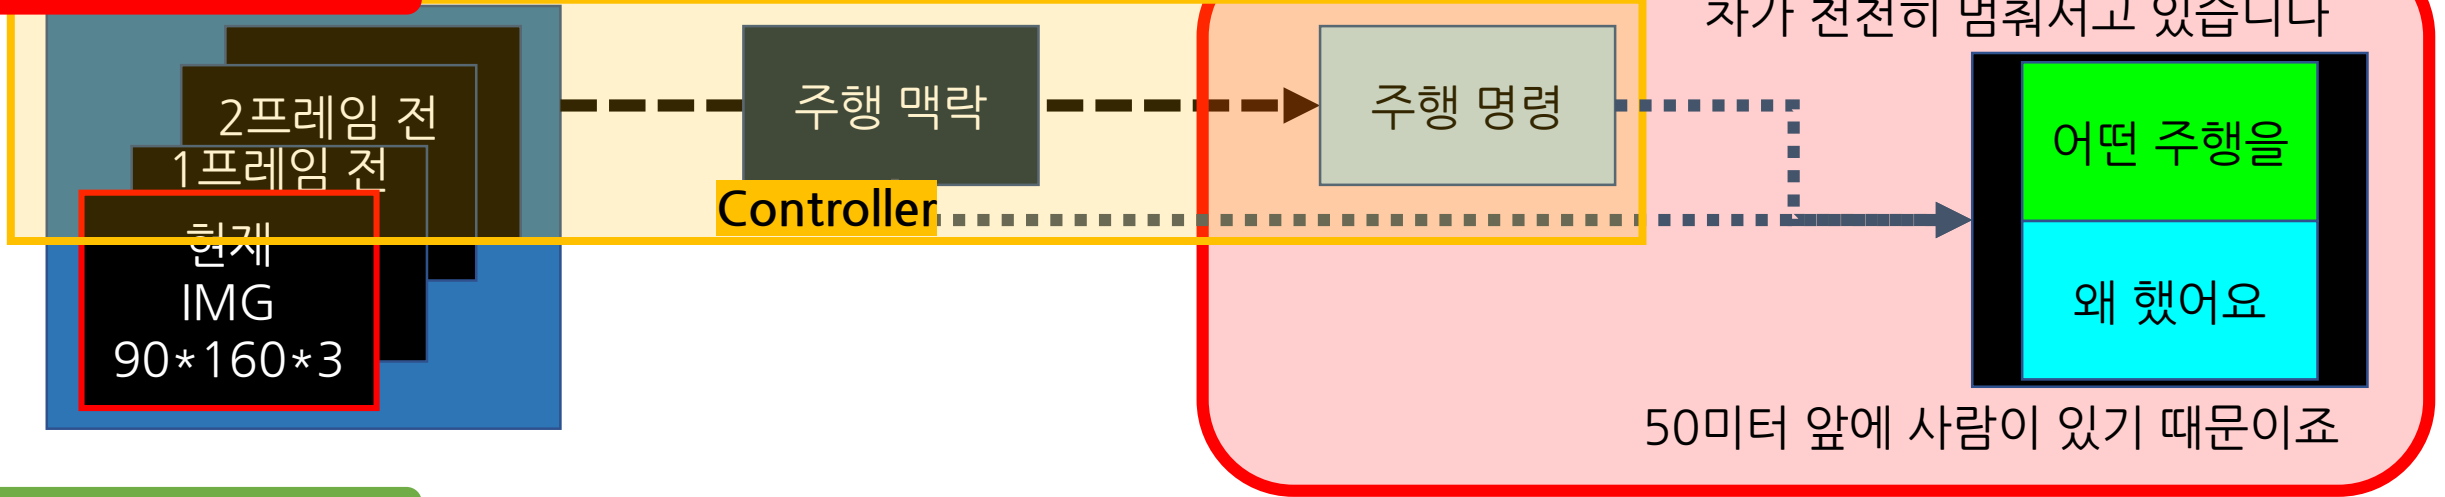 차가 천천히 멈춰서고 있습니다
2프레임 전
1프레임 전
현재
IMG
90*160*3
주행 맥락
Controller
주행 명령
어떤 주행을
왜 했어요
50미터 앞에 사람이 있기 때문이죠